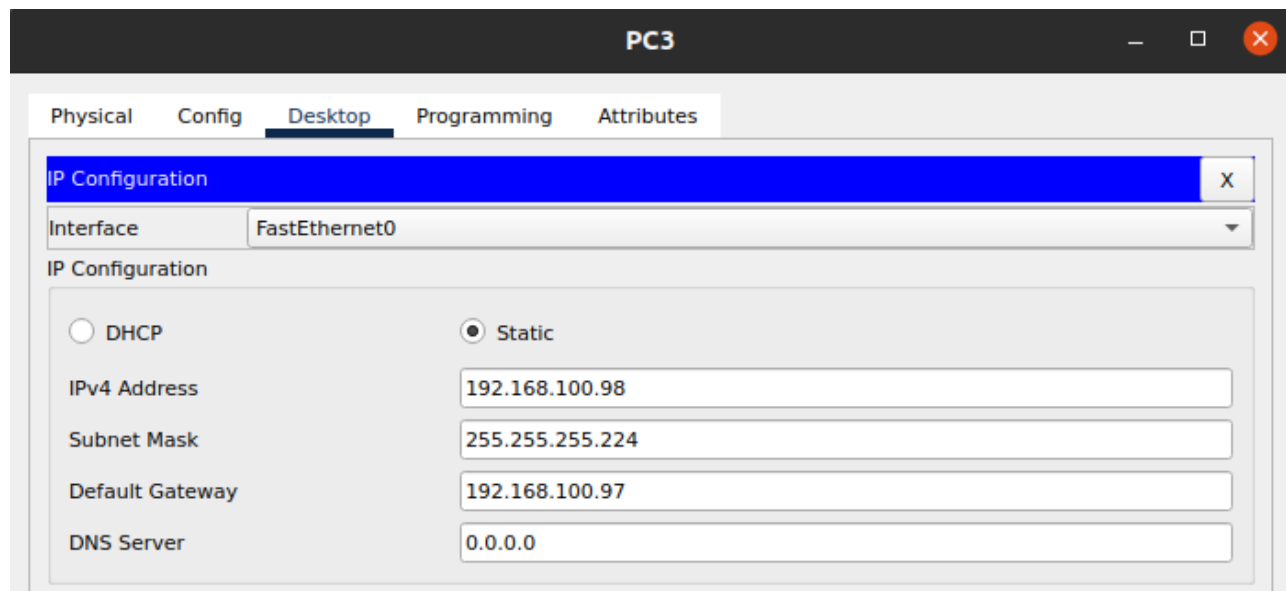 PC3
Physical Config Desktop Programming Attributes
IP Configuration X
Interface FastEthernet0
IP Configuration
DHCP Static
IPv4 Address 192.168.100.98
Subnet Mask 255.255.255.224
Default Gateway 192.168.100.97
DNS Server 0.0.0.0